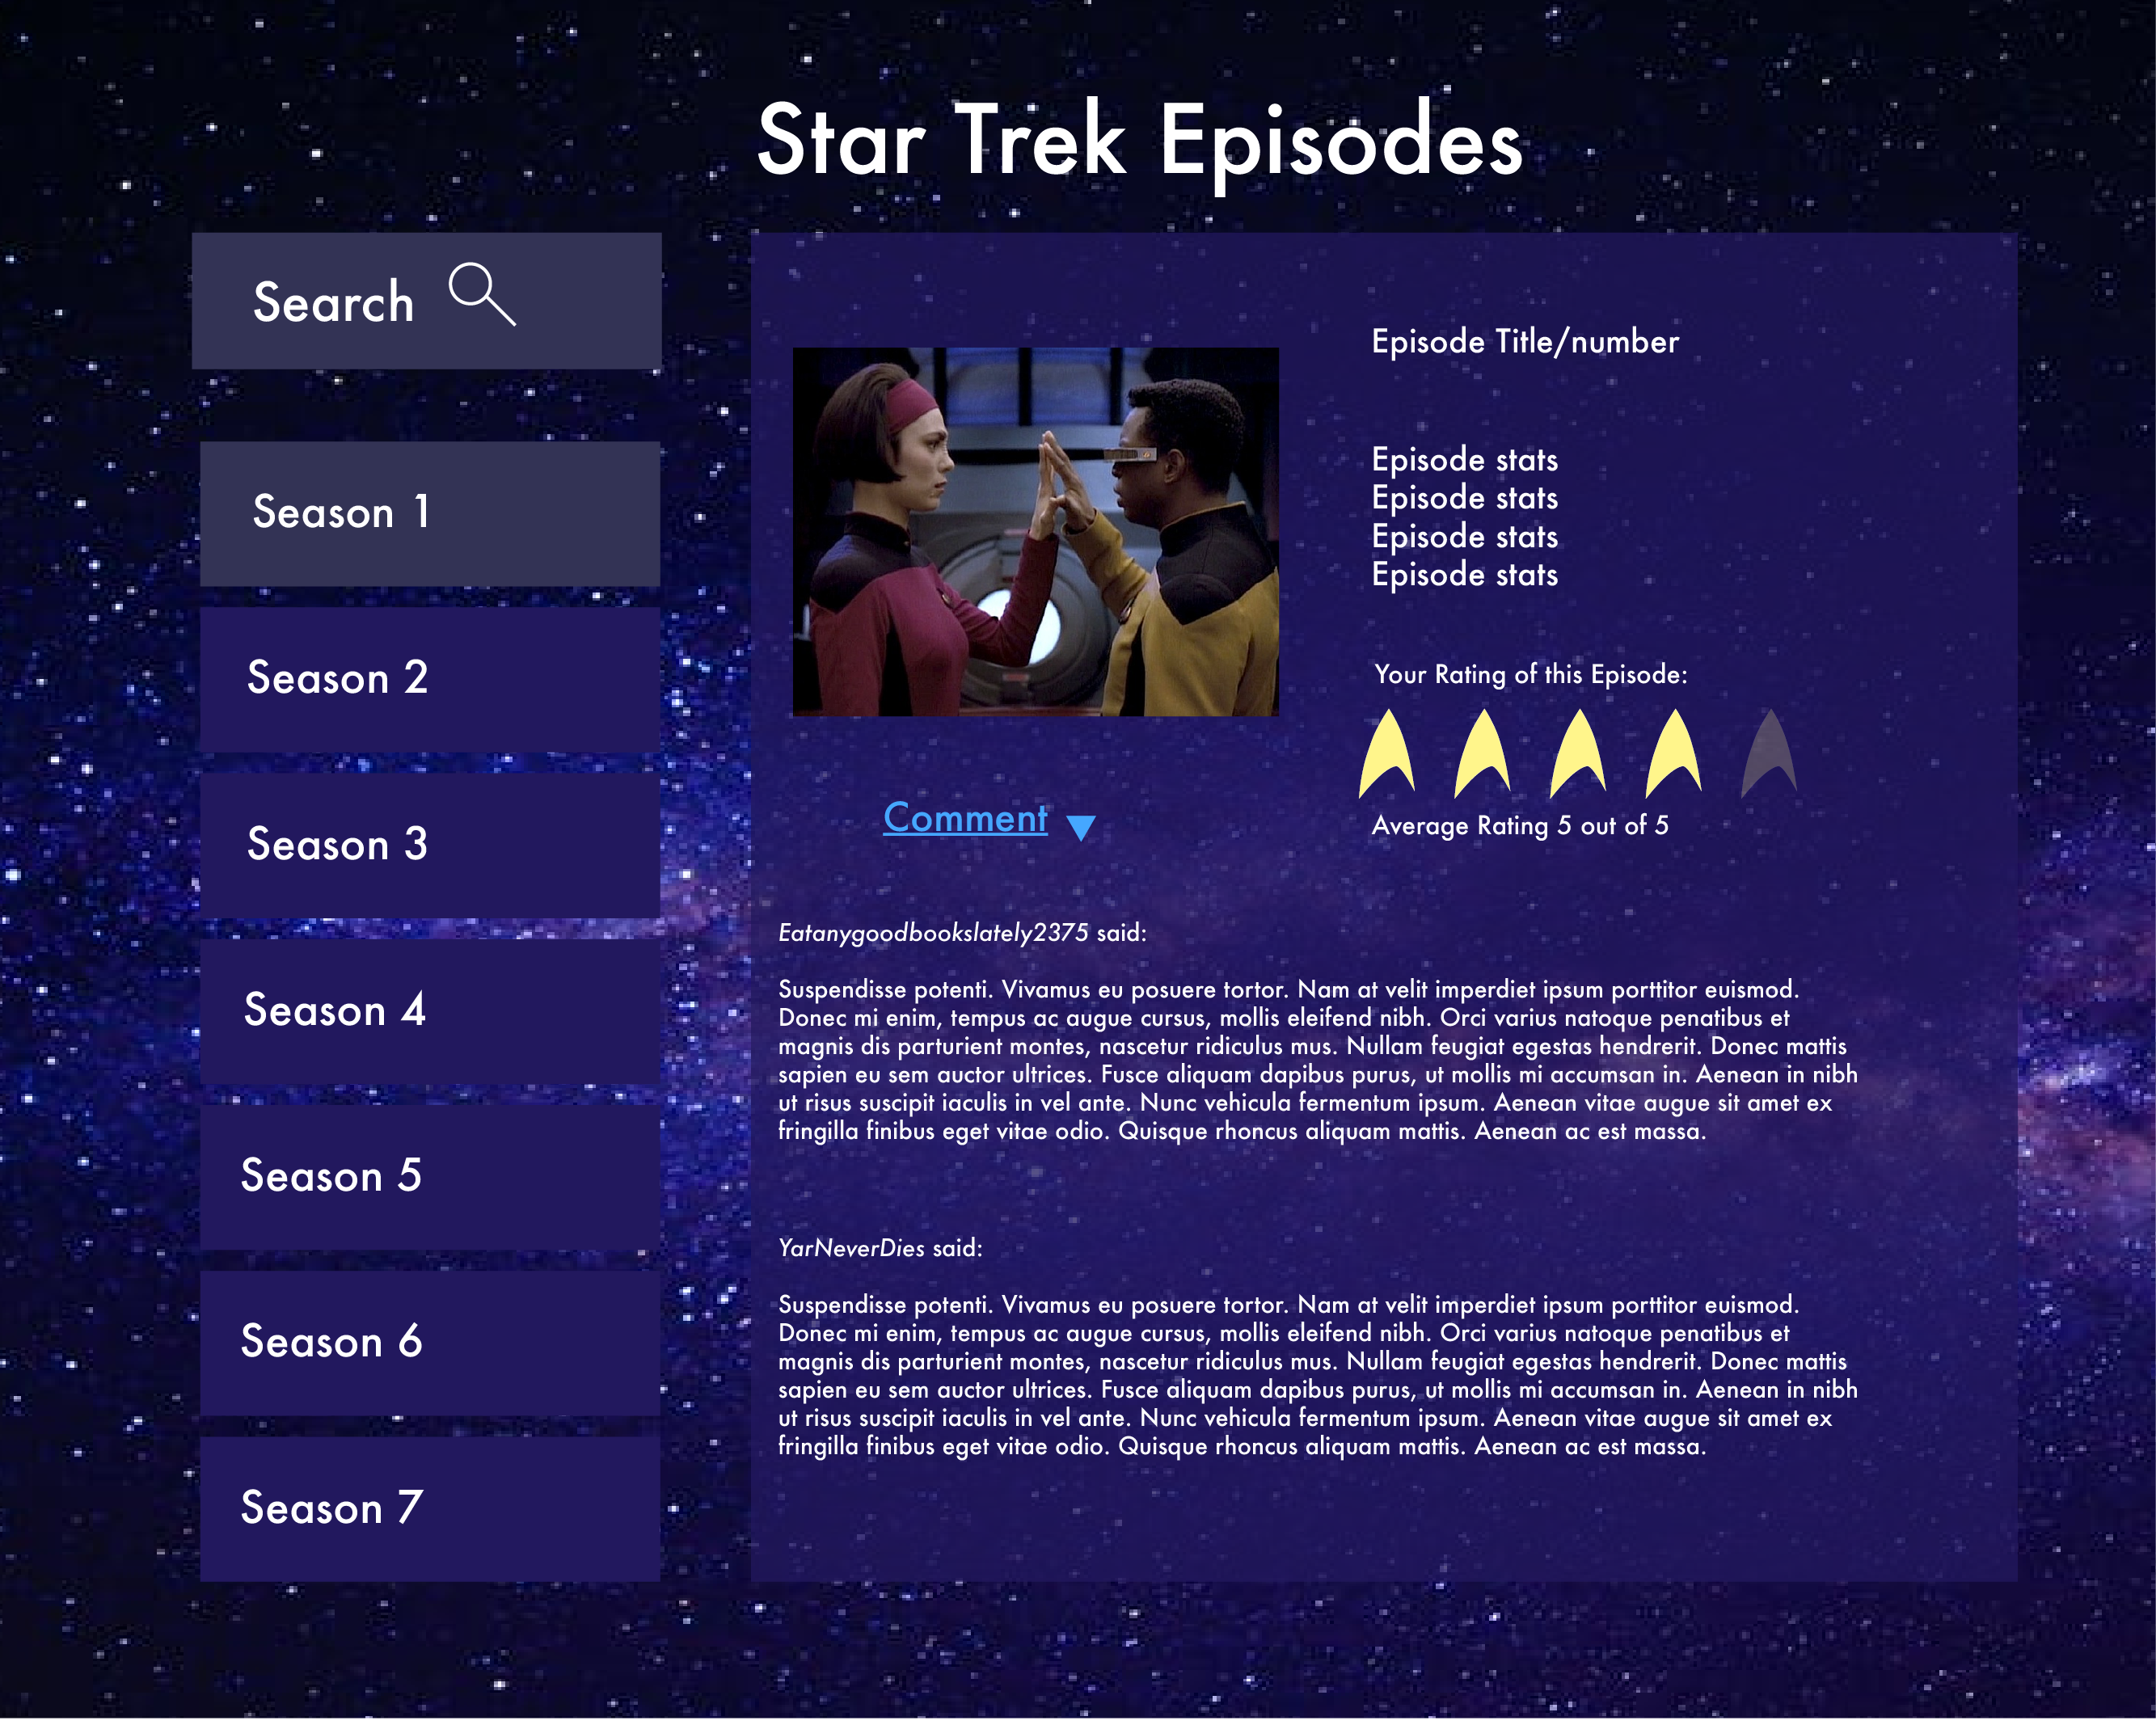 Star Trek Episodes
Search
Season 1
Season 2
Season 3
Season 4
Season 5
Season 6
Season 7
Episode Title/number
Episode stats
Episode stats
Episode stats
Episode stats
Your Rating of this Episode:
Average Rating 5 out of 5
Comment
Eatanygoodbookslately2375 said:
Suspendisse potenti. Vivamus eu posuere tortor. Nam at velit imperdiet ipsum porttitor euismod.
Donec mi enim, tempus ac augue cursus, mollis eleifend nibh. Orci varius natoque penatibus et
magnis dis parturient montes, nascetur ridiculus mus. Nullam feugiat egestas hendrerit. Donec mattis
sapien eu sem auctor ultrices. Fusce aliquam dapibus purus, ut mollis mi accumsan in. Aenean in nibh
ut risus suscipit iaculis in vel ante. Nunc vehicula fermentum ipsum. Aenean vitae augue sit amet ex
fringilla finibus eget vitae odio. Quisque rhoncus aliquam mattis. Aenean ac est massa.
YarNeverDies said:
Suspendisse potenti. Vivamus eu posuere tortor. Nam at velit imperdiet ipsum porttitor euismod.
Donec mi enim, tempus ac augue cursus, mollis eleifend nibh. Orci varius natoque penatibus et
magnis dis parturient montes, nascetur ridiculus mus. Nullam feugiat egestas hendrerit. Donec mattis
sapien eu sem auctor ultrices. Fusce aliquam dapibus purus, ut mollis mi accumsan in. Aenean in nibh
ut risus suscipit iaculis in vel ante. Nunc vehicula fermentum ipsum. Aenean vitae augue sit amet ex
fringilla finibus eget vitae odio. Quisque rhoncus aliquam mattis. Aenean ac est massa.